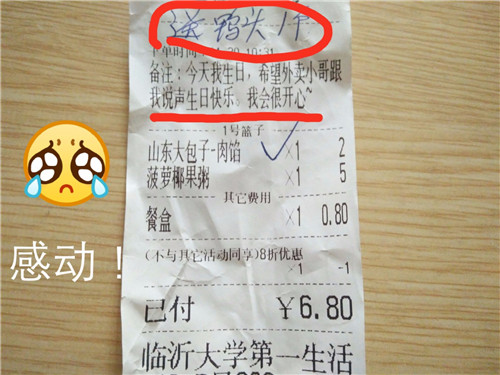 送 鸭头1个
下单时间: 1-20 10:31
备注：今天我生日，希望外卖小哥跟
我说声生日快乐。我会很开心~
1号篮子
山东大包子-肉馅 ×1 2
菠萝椰果粥 ×1 5
其它费用
餐盒 ×1 0.80
(不与其它活动同享)8折优惠
×1 -1
已付 ￥6.80
临沂大学第一生活
感动！